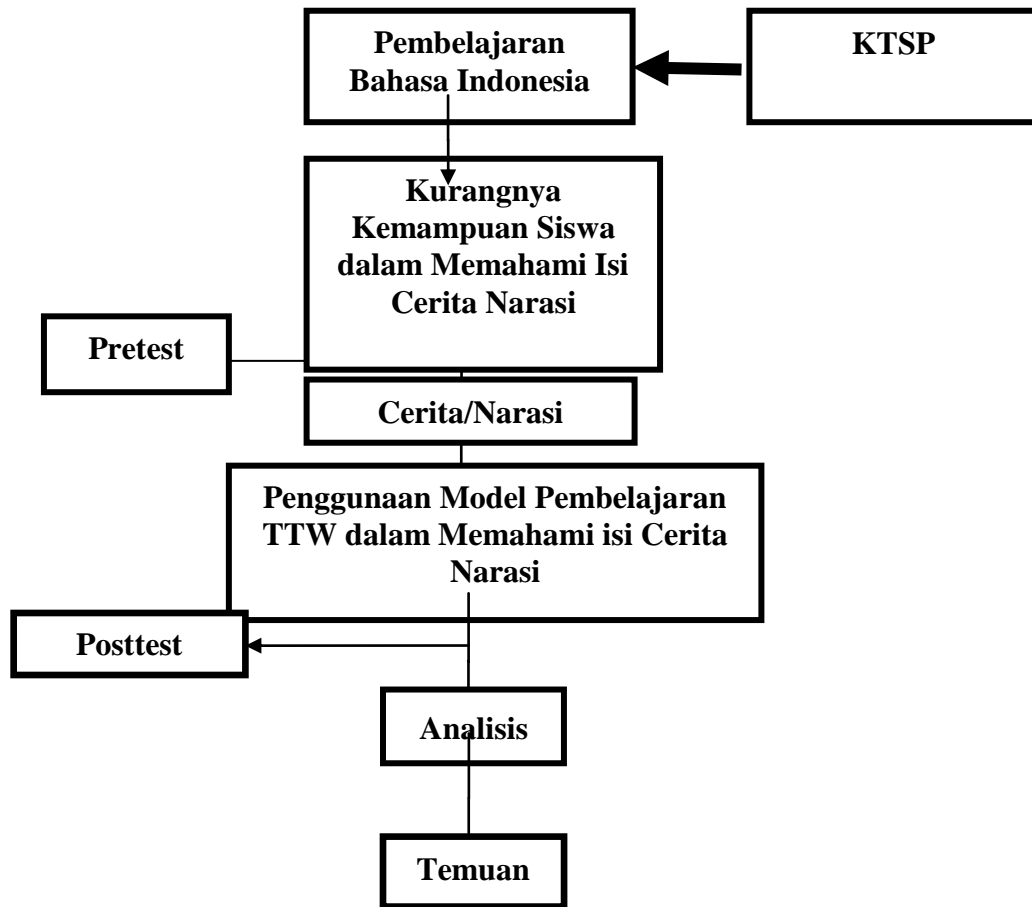 Pembelajaran
Bahasa Indonesia
KTSP
Kurangnya
Kemampuan Siswa
dalam Memahami Isi
Cerita Narasi
Pretest
Cerita/Narasi
Penggunaan Model Pembelajaran
TTW dalam Memahami isi Cerita
Narasi
Posttest
Analisis
Temuan